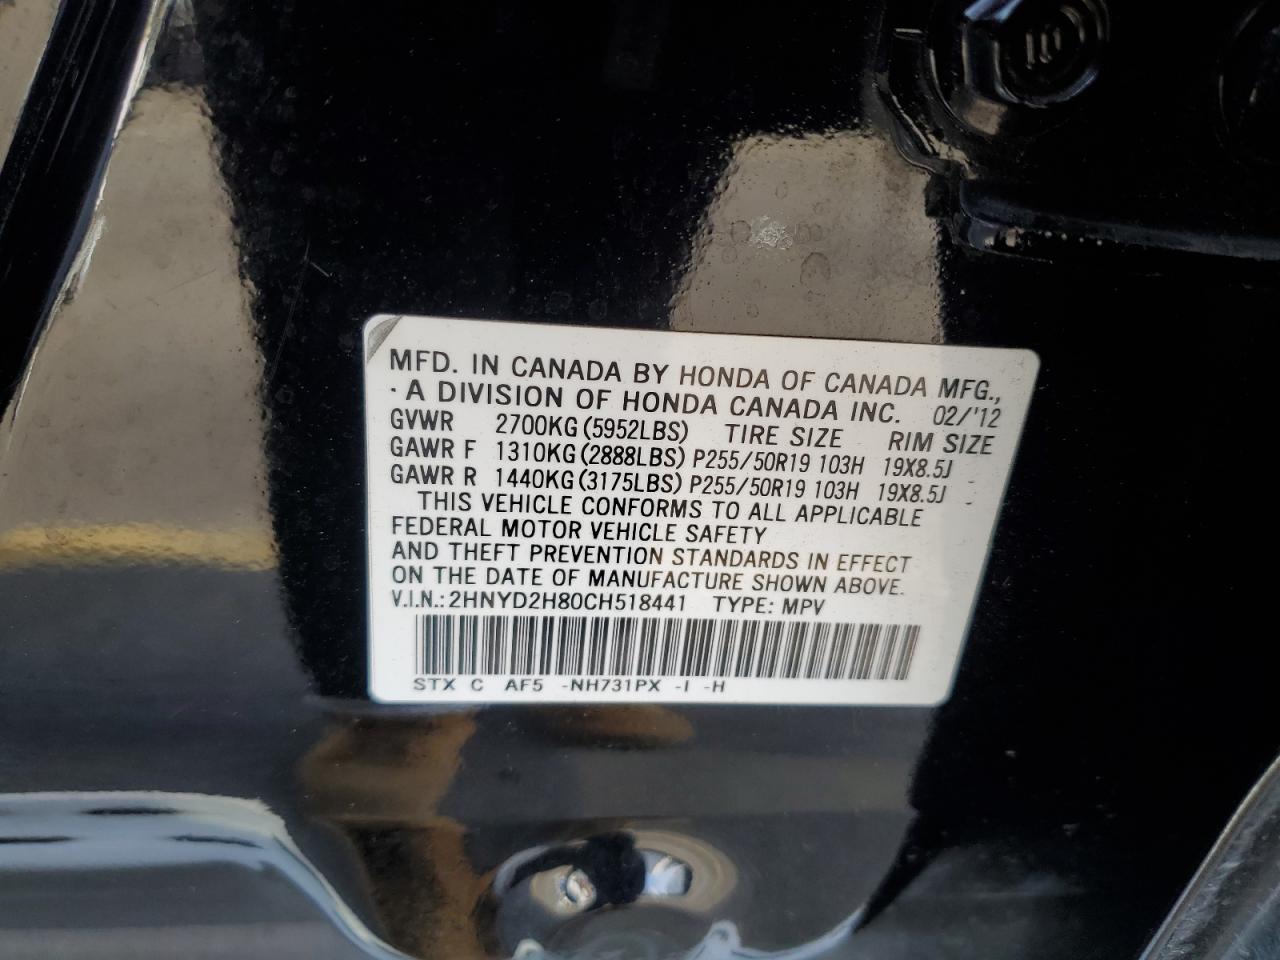 MFD. IN CANADA BY HONDA OF CANADA MFG.,
A DIVISION OF HONDA CANADA INC. 02/'12
GVWR 2700KG(5952LBS) TIRE SIZE RIM SIZE
GAWR F 1310KG(2888LBS) P255/50R19 103H 19X8.5J
GAWR R 1440KG(3175LBS) P255/50R19 103H 19X8.5J
THIS VEHICLE CONFORMS TO ALL APPLICABLE
FEDERAL MOTOR VEHICLE SAFETY
AND THEFT PREVENTION STANDARDS IN EFFECT
ON THE DATE OF MANUFACTURE SHOWN ABOVE.
V.I.N.:2HNYD2H80CH518441 TYPE: MPV
STX C AF5 -NH731PX -I -H